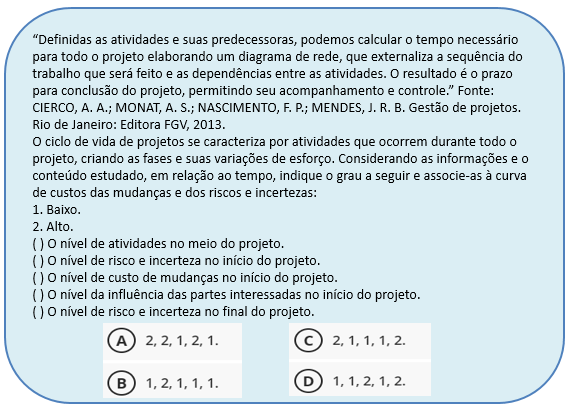 “Definidas as atividades e suas predecessoras, podemos calcular o tempo necessário
para todo o projeto elaborando um diagrama de rede, que externaliza a sequência do
trabalho que será feito e as dependências entre as atividades. O resultado é o prazo
para conclusão do projeto, permitindo seu acompanhamento e controle.” Fonte:
CIERCO, A. A.; MONAT, A. S.; NASCIMENTO, F. P.; MENDES, J. R. B. Gestão de projetos.
Rio de Janeiro: Editora FGV, 2013.
O ciclo de vida de projetos se caracteriza por atividades que ocorrem durante todo o
projeto, criando as fases e suas variações de esforço. Considerando as informações e o
conteúdo estudado, em relação ao tempo, indique o grau a seguir e associe-as à curva
de custos das mudanças e dos riscos e incertezas:
1. Baixo.
2. Alto.
( ) O nível de atividades no meio do projeto.
( ) O nível de risco e incerteza no início do projeto.
( ) O nível de custo de mudanças no início do projeto.
( ) O nível da influência das partes interessadas no início do projeto.
( ) O nível de risco e incerteza no final do projeto.
A 2, 2, 1, 2, 1.
B 1, 2, 1, 1, 1.
C 2, 1, 1, 1, 2.
D 1, 1, 2, 1, 2.